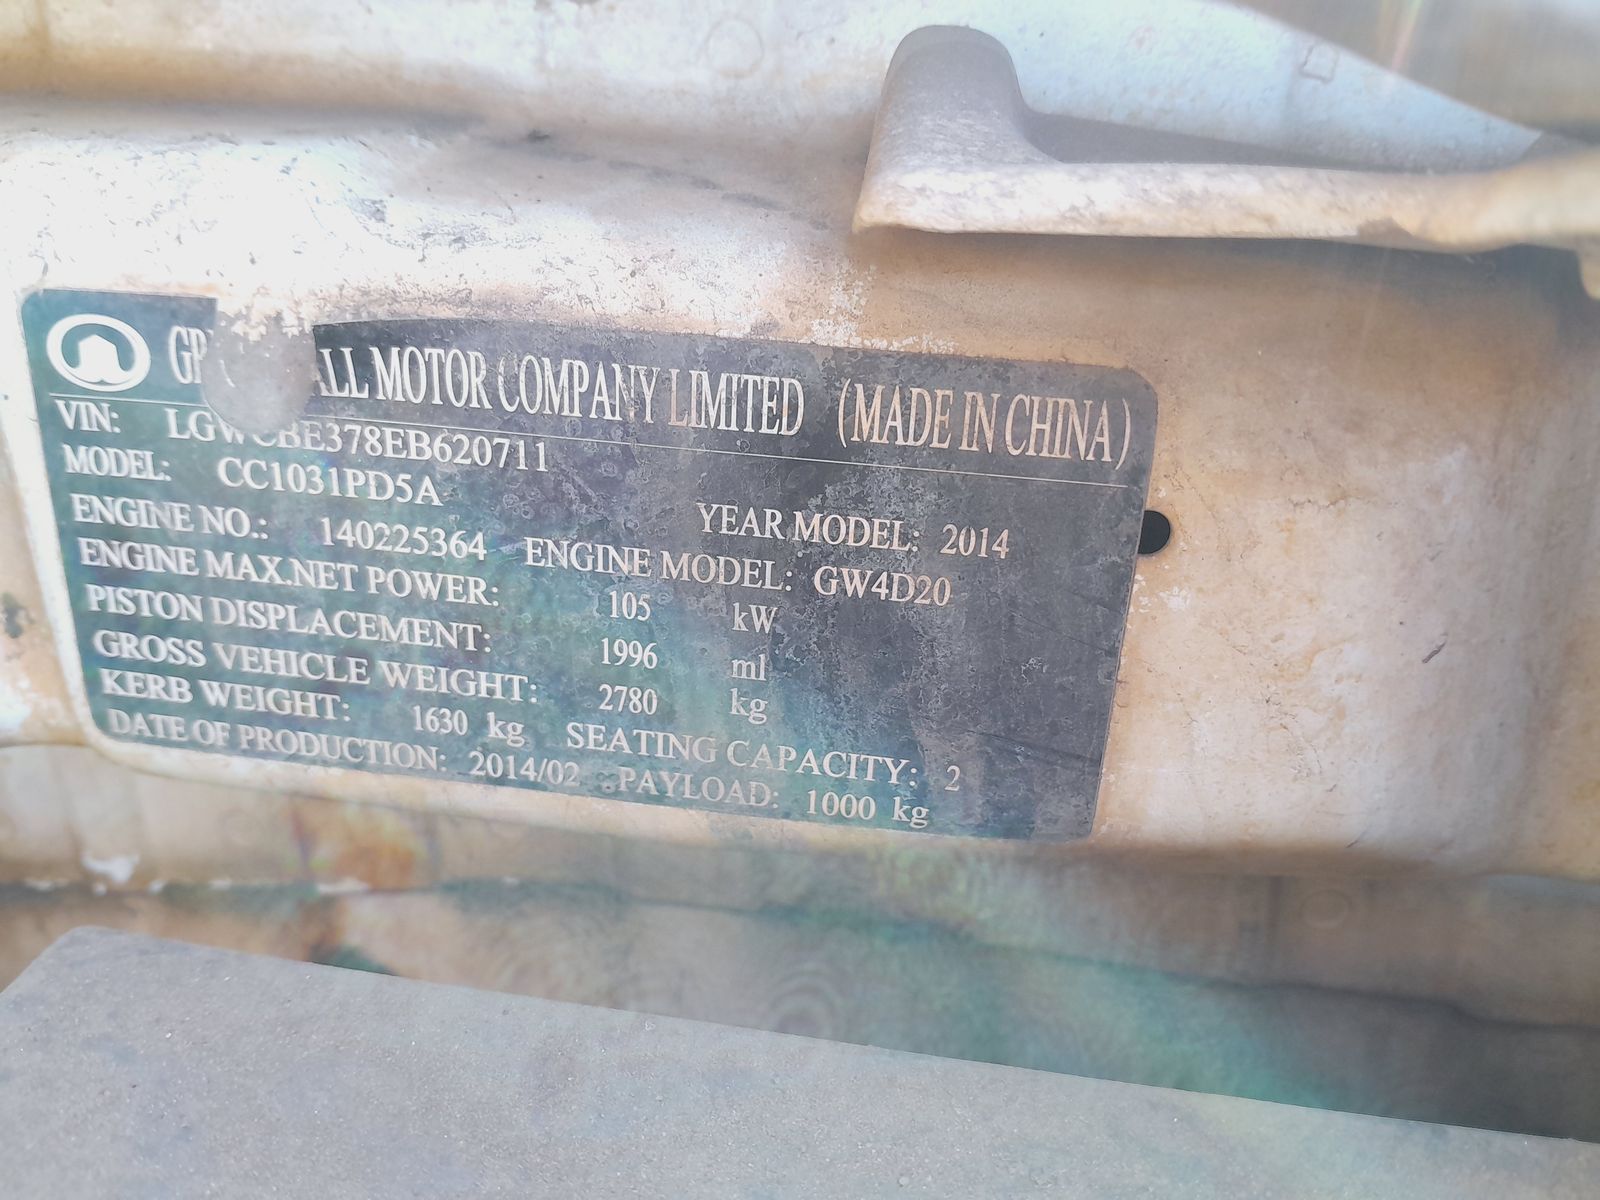 ALL MOTOR COMPANY LIMITED (MADE IN CHINA)
VIN: LGWCBE378EB620711
MODEL: CC1031PD5A
YEAR MODEL: 2014
ENGINE NO.: 140225364 ENGINE MODEL: GW4D20
ENGINE MAX.NET POWER: 105 kW
PISTON DISPLACEMENT: 1996 ml
GROSS VEHICLE WEIGHT: 2780 kg
KERB WEIGHT: 1630 kg SEATING CAPACITY: 2
DATE OF PRODUCTION: 2014/02 PAYLOAD: 1000 kg